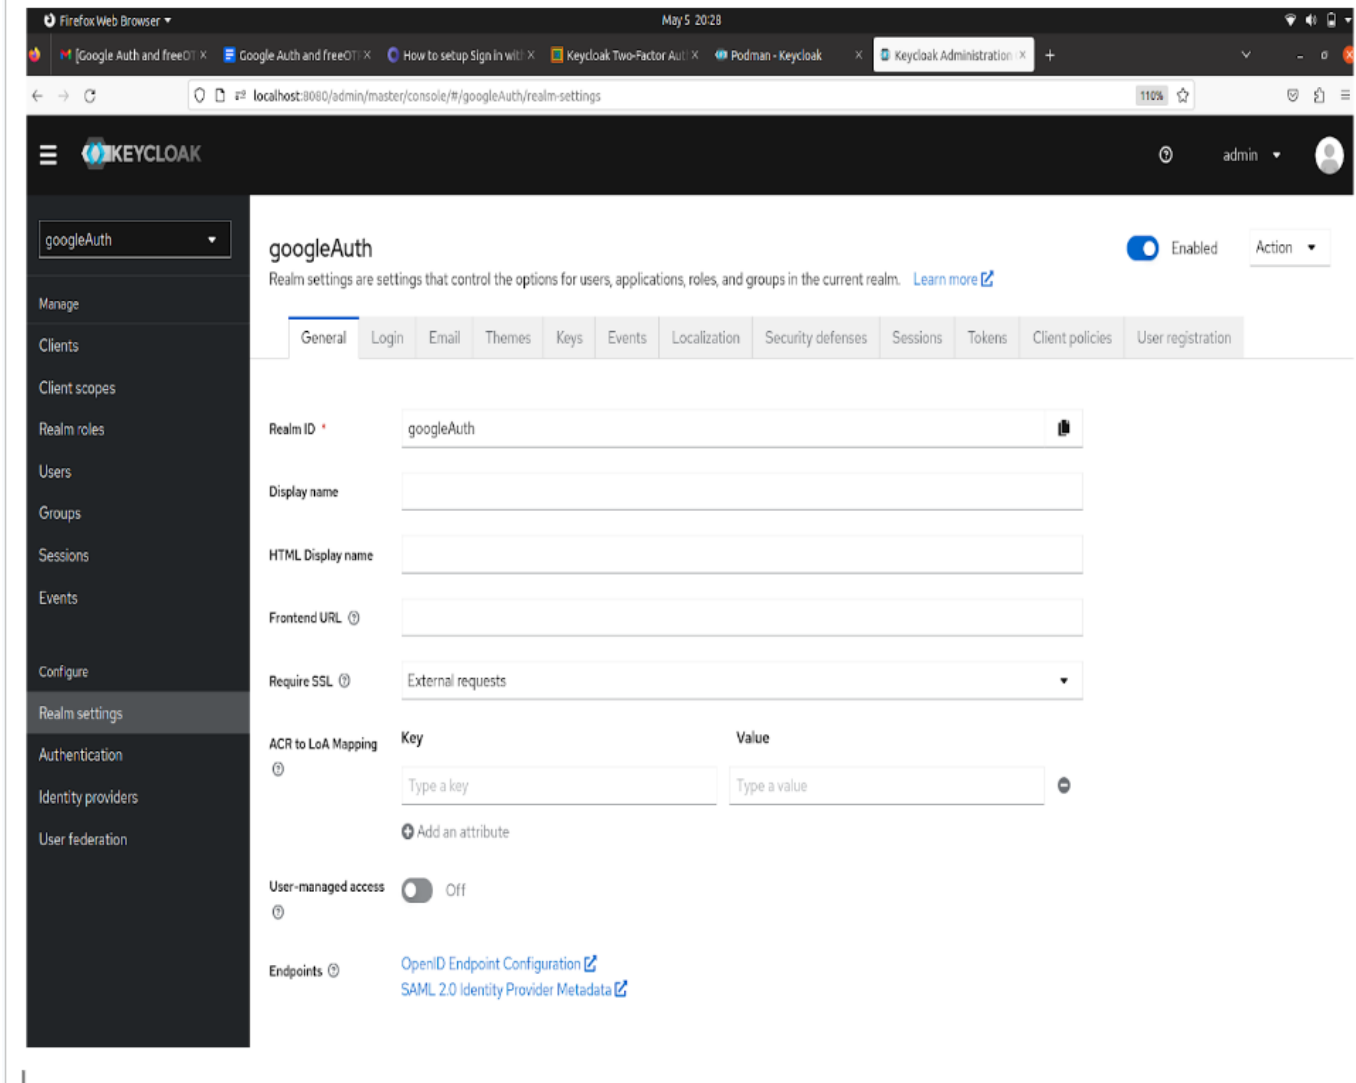 Firefox Web Browser
May 5 20:28
[Google Auth and freeOT
Google Auth and freeOT
How to setup Sign in wit
Keycloak Two-Factor Aut
Podman - Keycloak
Keycloak Administration
localhost:8080/admin/master/console/#/googleAuth/realm-settings
110%
KEYCLOAK
admin
googleAuth
Manage
Clients
Client scopes
Realm roles
Users
Groups
Sessions
Events
Configure
Realm settings
Authentication
Identity providers
User federation
googleAuth
Enabled
Action
Realm settings are settings that control the options for users, applications, roles, and groups in the current realm. Learn more
General Login Email Themes Keys Events Localization Security defenses Sessions Tokens Client policies User registration
Realm ID *
googleAuth
Display name
HTML Display name
Frontend URL
Require SSL
External requests
ACR to LoA Mapping
Key Value
Type a key Type a value
Add an attribute
User-managed access
Off
Endpoints
OpenID Endpoint Configuration
SAML 2.0 Identity Provider Metadata